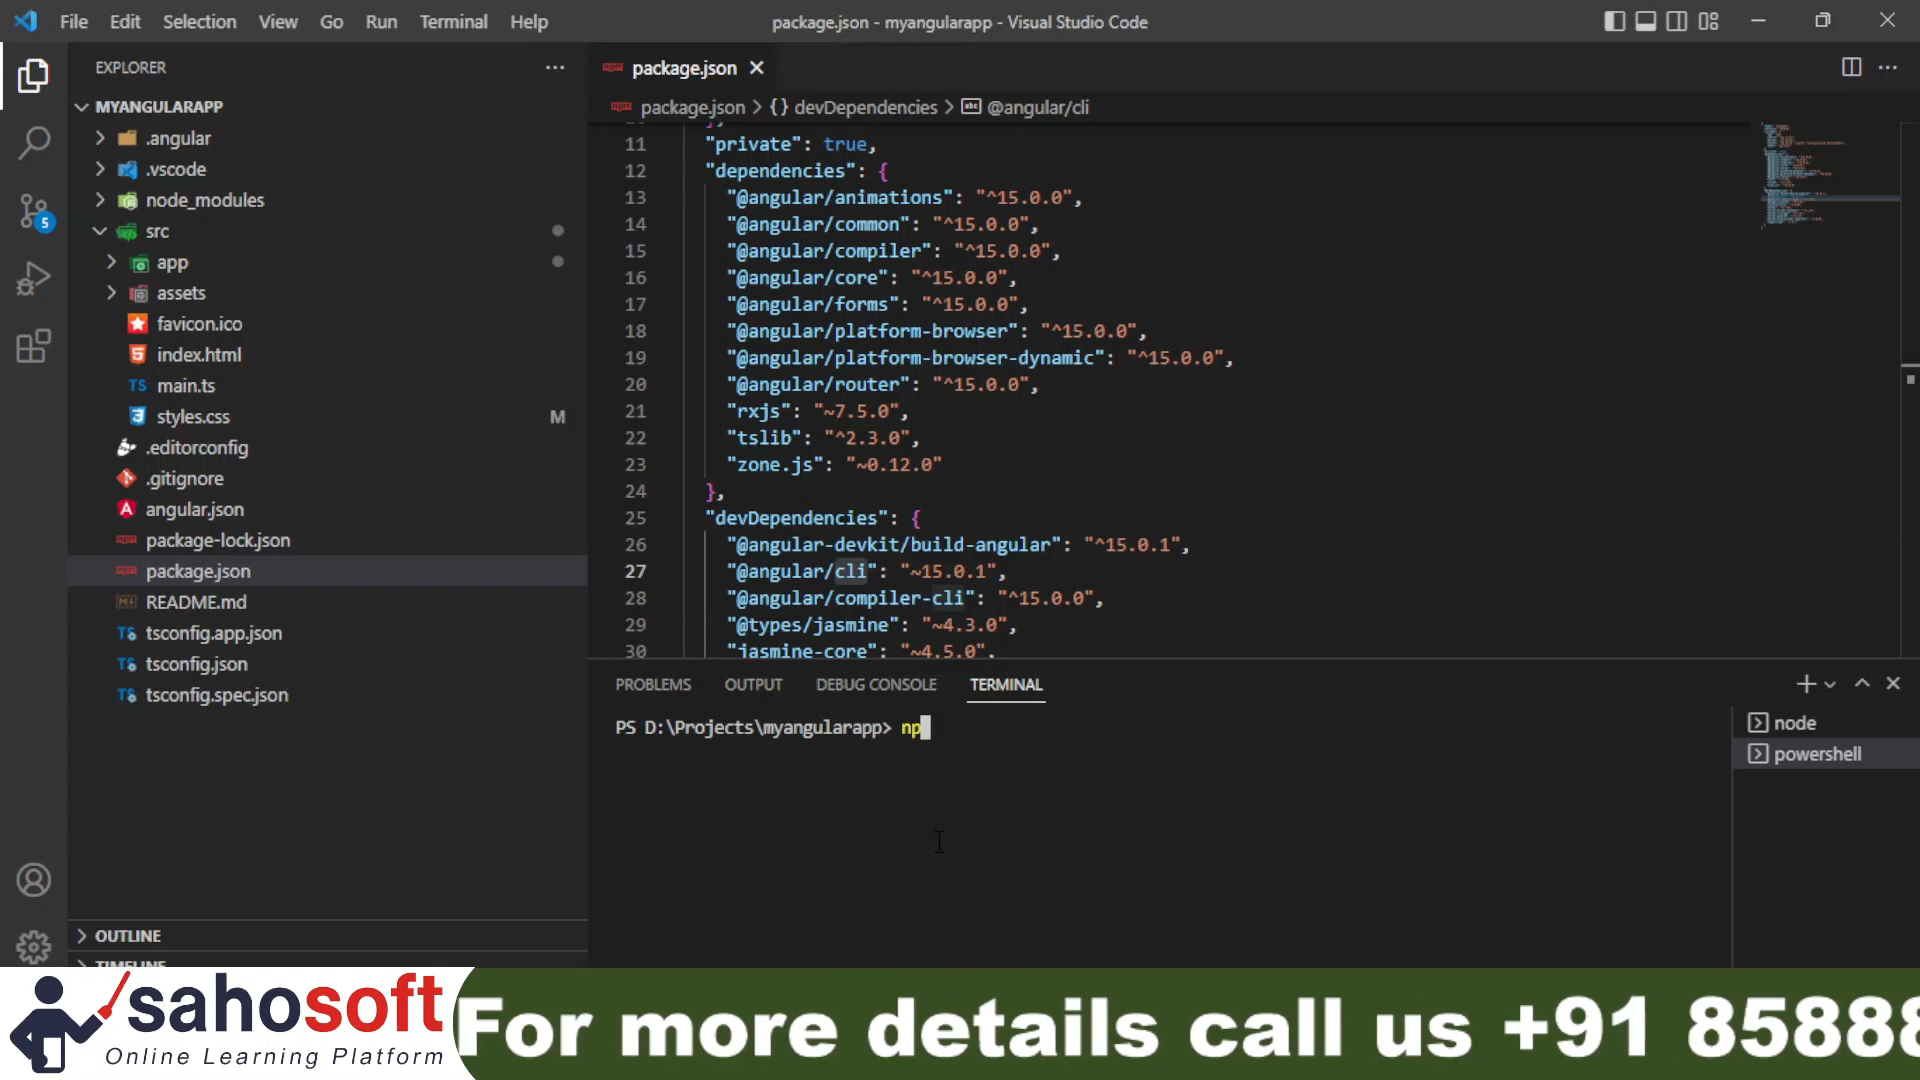 File Edit Selection View Go Run Terminal Help
package.json - myangularapp - Visual Studio Code
EXPLORER
MYANGULARAPP
.angular
.vscode
node_modules
src
app
assets
favicon.ico
index.html
TS main.ts
styles.css M
.editorconfig
.gitignore
angular.json
package-lock.json
package.json
README.md
tsconfig.app.json
tsconfig.json
tsconfig.spec.json
OUTLINE
TIMELINE
5
package.json
package.json > {} devDependencies > @angular/cli
11 "private": true,
12 "dependencies": {
13 "@angular/animations": "^15.0.0",
14 "@angular/common": "^15.0.0",
15 "@angular/compiler": "^15.0.0",
16 "@angular/core": "^15.0.0",
17 "@angular/forms": "^15.0.0",
18 "@angular/platform-browser": "^15.0.0",
19 "@angular/platform-browser-dynamic": "^15.0.0",
20 "@angular/router": "^15.0.0",
21 "rxjs": "~7.5.0",
22 "tslib": "^2.3.0",
23 "zone.js": "~0.12.0"
24 },
25 "devDependencies": {
26 "@angular-devkit/build-angular": "^15.0.1",
27 "@angular/cli": "~15.0.1",
28 "@angular/compiler-cli": "^15.0.0",
29 "@types/jasmine": "~4.3.0",
30 "jasmine-core": "~4.5.0",
PROBLEMS OUTPUT DEBUG CONSOLE TERMINAL
PS D:\Projects\myangularapp> np
node
powershell
sahosoft
Online Learning Platform
For more details call us +91 85888